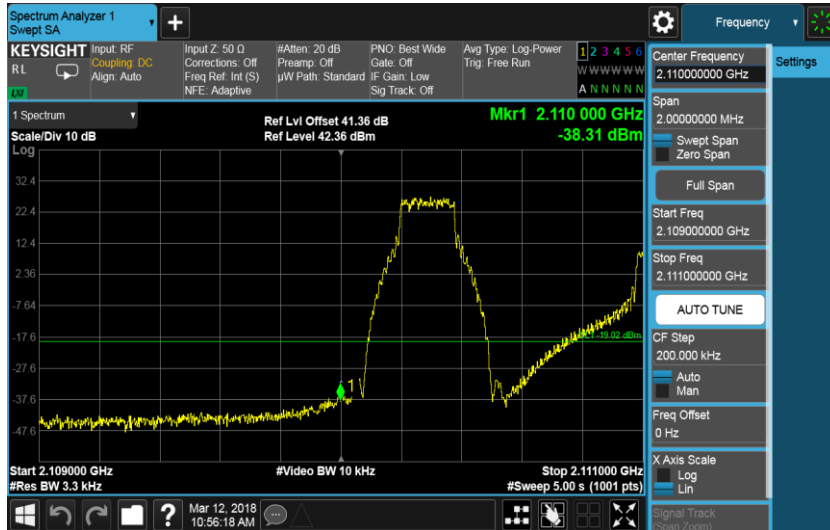 Spectrum Analyzer 1
Swept SA
Frequency
KEYSIGHT
RL
Input: RF
Coupling: DC
Align: Auto
Input Z: 50 Ω
Corrections: Off
Freq Ref: Int (S)
NFE: Adaptive
#Atten: 20 dB
Preamp: Off
µW Path: Standard
PNO: Best Wide
Gate: Off
IF Gain: Low
Sig Track: Off
Avg Type: Log-Power
Trig: Free Run
1 2 3 4 5 6
W W W W W W
A N N N N N
1 Spectrum
Scale/Div 10 dB
Ref Lvl Offset 41.36 dB
Ref Level 42.36 dBm
Mkr1 2.110 000 GHz
-38.31 dBm
Log
32.4
22.4
12.4
2.36
-7.64
-17.6
-27.6
-37.6
-47.6
-19.02 dBm
1
Start 2.109000 GHz
#Res BW 3.3 kHz
#Video BW 10 kHz
Stop 2.111000 GHz
#Sweep 5.00 s (1001 pts)
Mar 12, 2018
10:56:18 AM
Center Frequency
2.110000000 GHz
Settings
Span
2.00000000 MHz
Swept Span
Zero Span
Full Span
Start Freq
2.109000000 GHz
Stop Freq
2.111000000 GHz
AUTO TUNE
CF Step
200.000 kHz
Auto
Man
Freq Offset
0 Hz
X Axis Scale
Log
Lin
Signal Track
(Span Zoom)